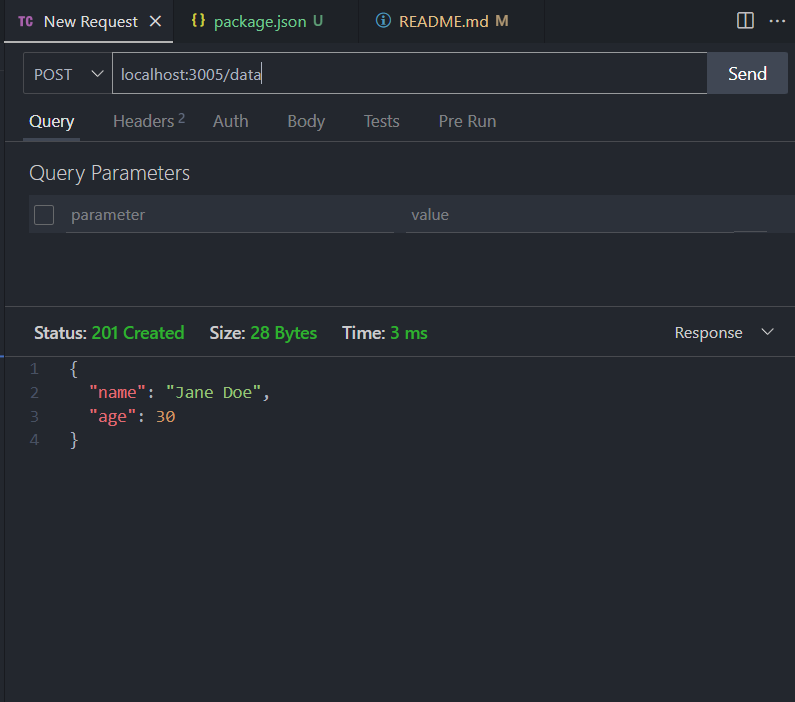 TC New Request {} package.json U README.md M
POST localhost:3005/data Send
Query Headers 2 Auth Body Tests Pre Run
Query Parameters
parameter value
Status: 201 Created Size: 28 Bytes Time: 3 ms Response
1 {
2 "name": "Jane Doe",
3 "age": 30
4 }